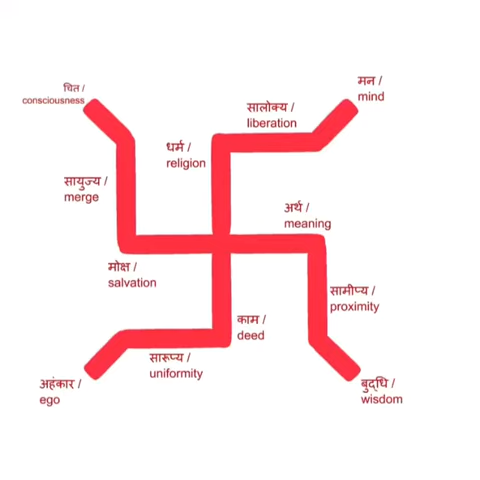 चित /
consciousness
मन /
mind
सालोक्य /
liberation
धर्म /
religion
सायुज्य /
merge
अर्थ /
meaning
मोक्ष /
salvation
सामीप्य /
proximity
काम /
deed
सारूप्य /
uniformity
अहंकार /
ego
बुद्धि /
wisdom